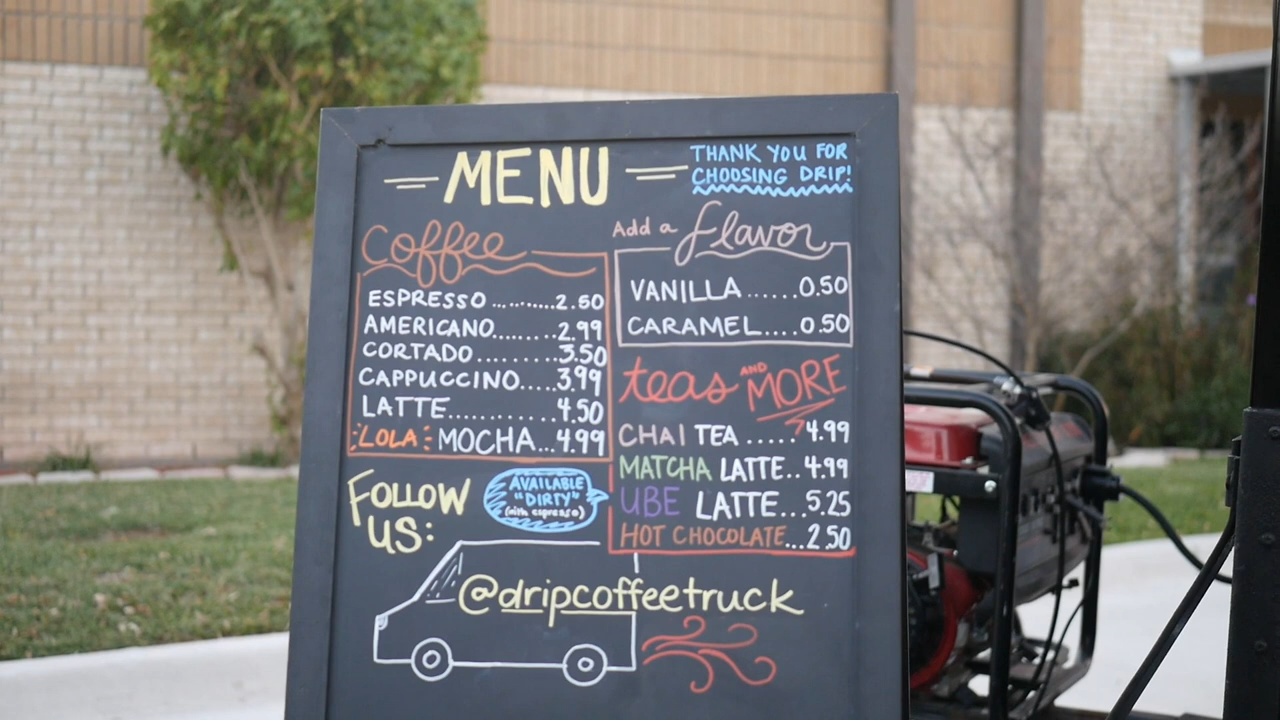 MENU
THANK YOU FOR
CHOOSING DRIP!
Coffee
ESPRESSO .........2.50
AMERICANO.......2.99
CORTADO .........3.50
CAPPUCCINO.....3.99
LATTE...........4.50
LOLA MOCHA...4.99
Add a flavor
VANILLA ......0.50
CARAMEL....0.50
teas AND MORE
CHAI TEA .....4.99
MATCHA LATTE..4.99
UBE LATTE...5.25
HOT CHOCOLATE...2.50
AVAILABLE
"DIRTY"
(with espresso)
FOLLOW
US:
@dripcoffeetruck